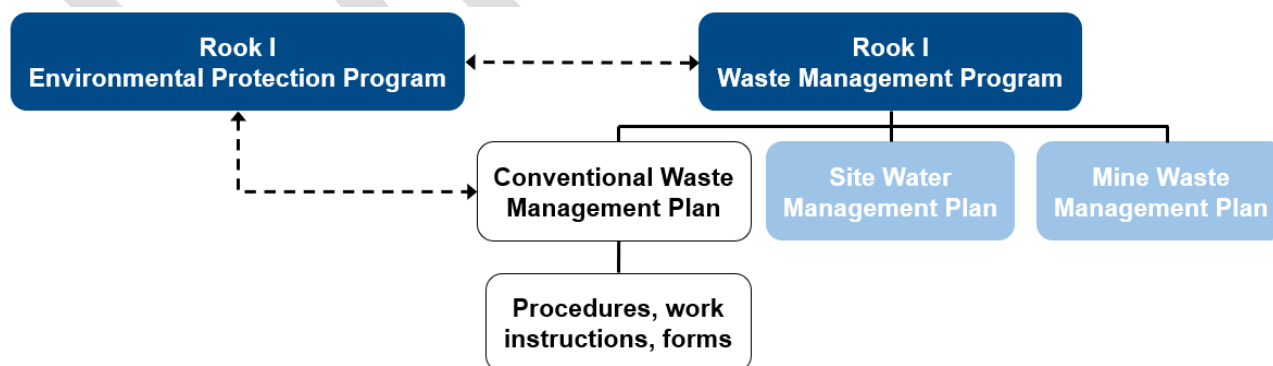 Rook I
Environmental Protection Program
Rook I
Waste Management Program
Conventional Waste
Management Plan
Site Water
Management Plan
Mine Waste
Management Plan
Procedures, work
instructions, forms